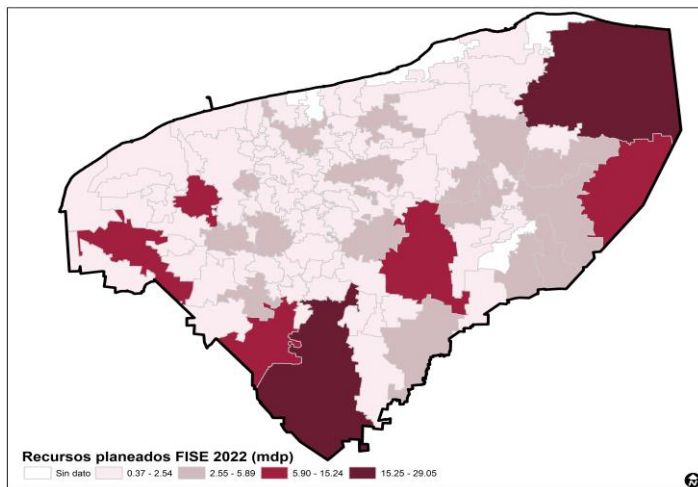 Recursos planeados FISE 2022 (mdp)
Sin dato 0.37 - 2.54 2.55 - 5.89 5.90 - 15.24 15.25 - 29.05